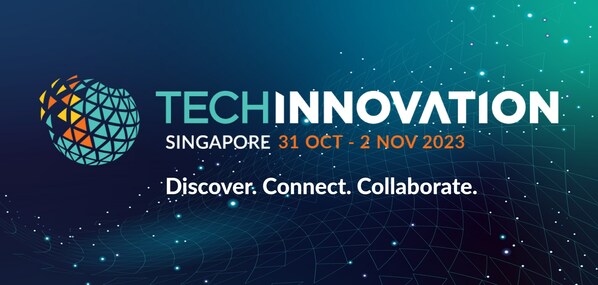 TECHINNOVATION
SINGAPORE 31 OCT - 2 NOV 2023
Discover. Connect. Collaborate.